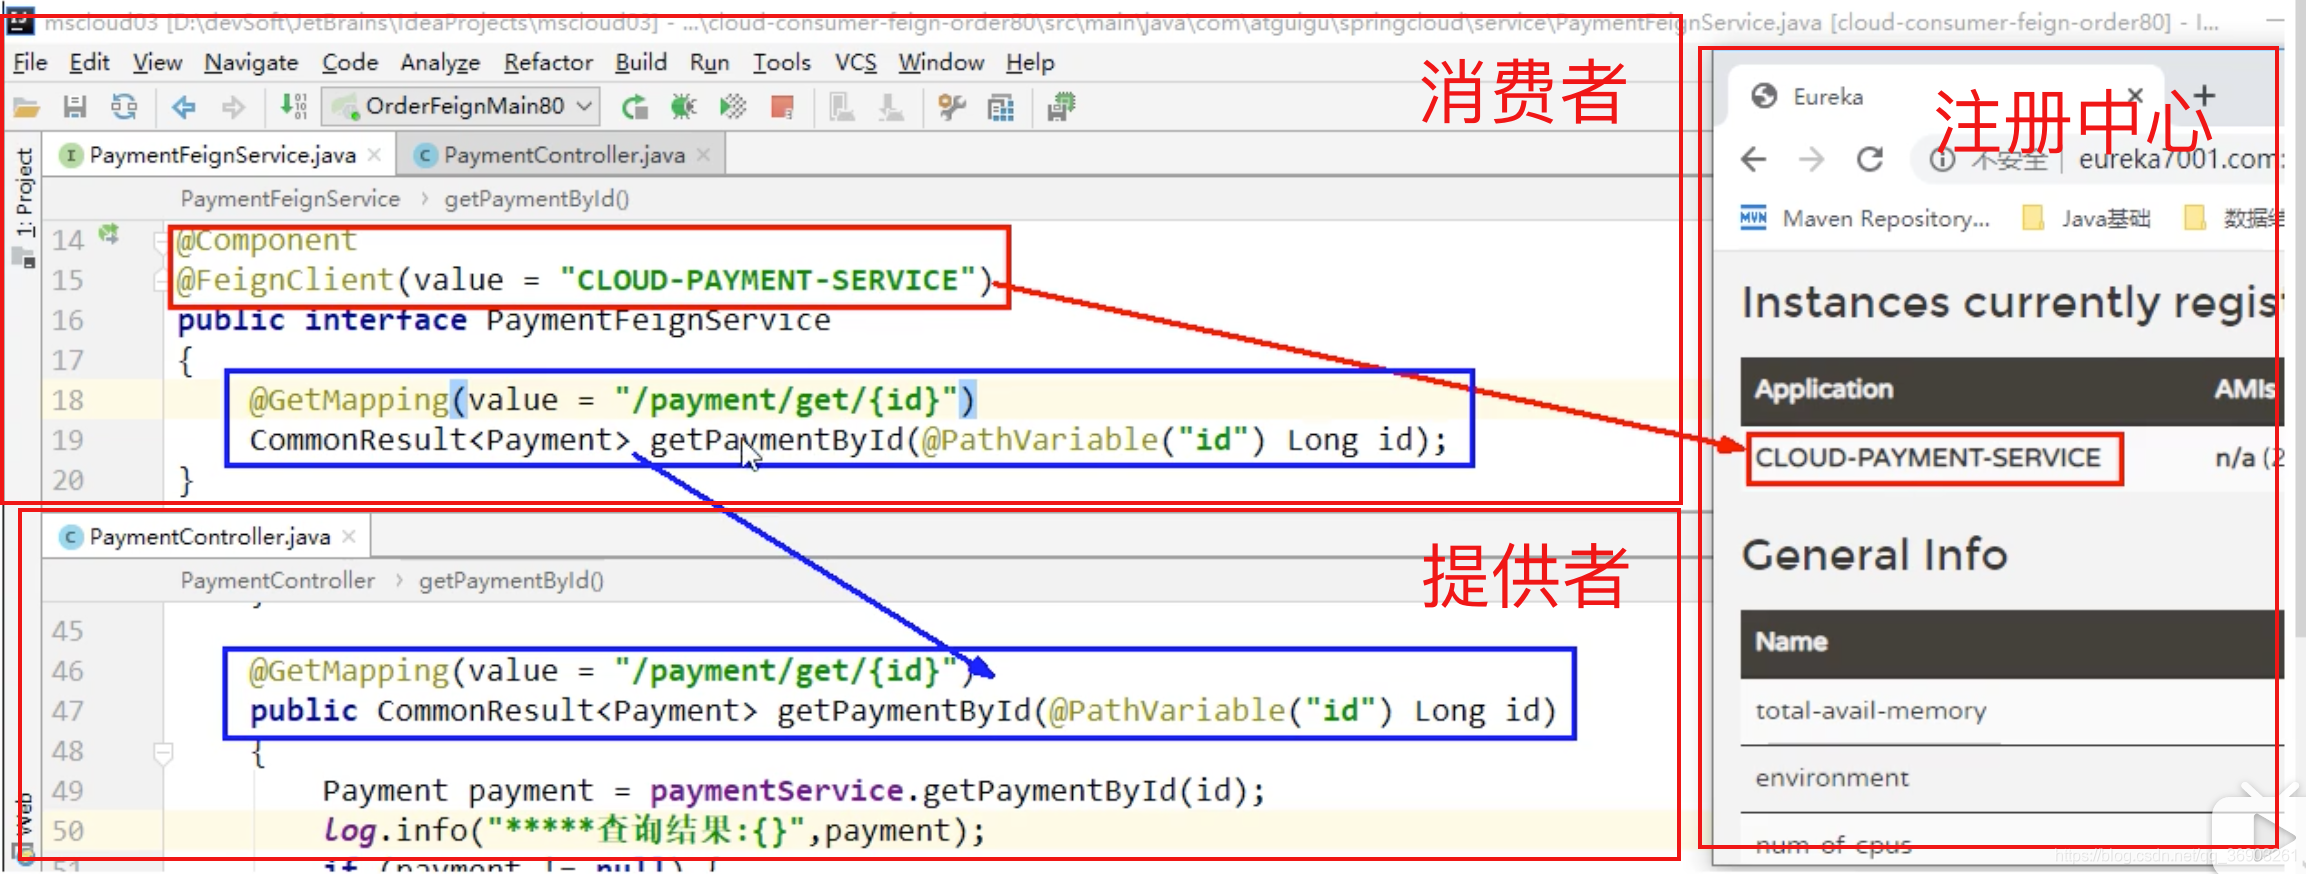 mscloud03 [D:\devSoft\JetBrains\IdeaProjects\mscloud03] - ...\cloud-consumer-feign-order80\src\main\java\com\atguigu\springcloud\service\PaymentFeignService.java [cloud-consumer-feign-order80] - I...
File Edit View Navigate Code Analyze Refactor Build Run Tools VCS Window Help
OrderFeignMain80
消费者
PaymentFeignService.java
PaymentController.java
1: Project
PaymentFeignService > getPaymentById()
14 @Component
15 @FeignClient(value = "CLOUD-PAYMENT-SERVICE")
16 public interface PaymentFeignService
17 {
18 @GetMapping(value = "/payment/get/{id}")
19 CommonResult<Payment> getPaymentById(@PathVariable("id") Long id);
20 }
PaymentController.java
提供者
PaymentController > getPaymentById()
45
46 @GetMapping(value = "/payment/get/{id}")
47 public CommonResult<Payment> getPaymentById(@PathVariable("id") Long id)
48 {
49 Payment payment = paymentService.getPaymentById(id);
50 log.info("*****查询结果:{}",payment);
51 if (payment != null) {
Web
Eureka
注册中心
不安全 | eureka7001.com:
Maven Repository... Java基础 数据结
Instances currently regis
Application AMIs
CLOUD-PAYMENT-SERVICE n/a (2
General Info
Name
total-avail-memory
environment
num-of-cpus